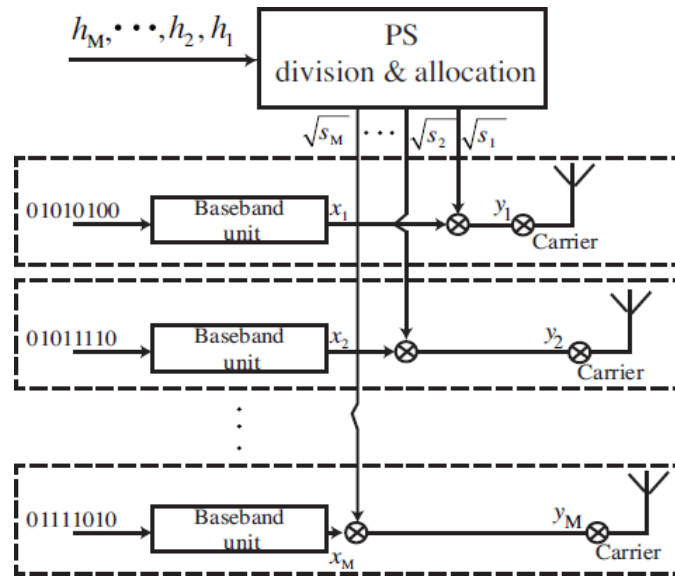 h_M, ⋯, h_2, h_1
PS
division & allocation
√s_M ⋯ √s_2 √s_1
01010100
Baseband
unit
x_1
y_1
Carrier
01011110
Baseband
unit
x_2
y_2
Carrier
01111010
Baseband
unit
x_M
y_M
Carrier